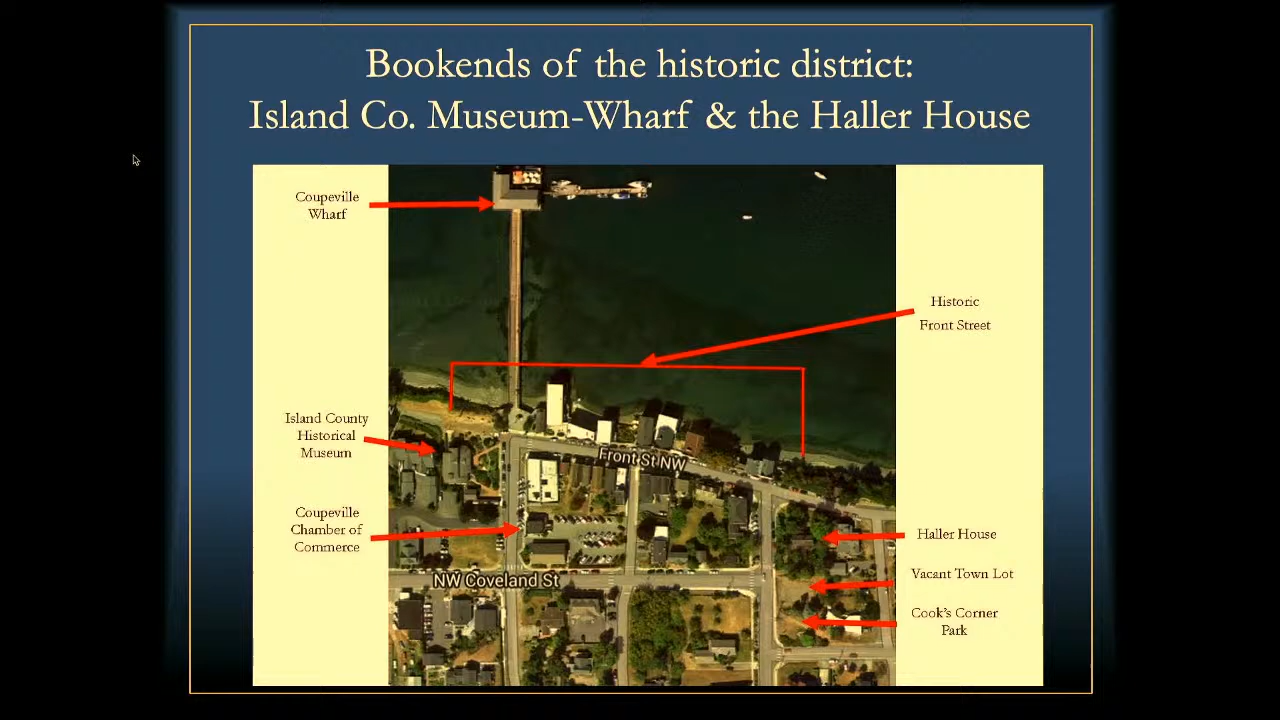 Bookends of the historic district:
Island Co. Museum-Wharf & the Haller House
Coupeville
Wharf
Historic
Front Street
Island County
Historical
Museum
Front St NW
Coupeville
Chamber of
Commerce
Haller House
Vacant Town Lot
NW Coveland St
Cook's Corner
Park